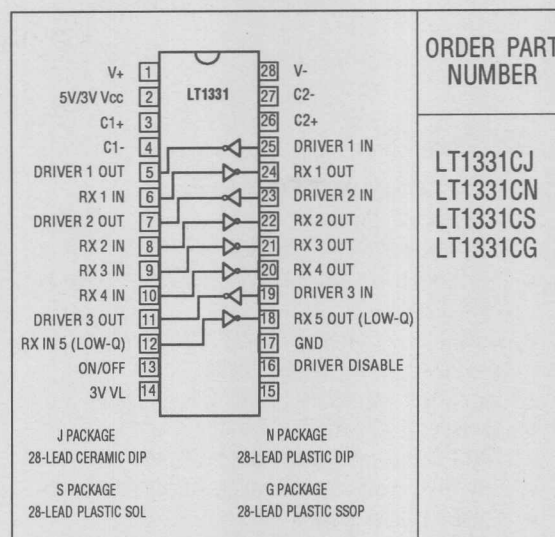 ORDER PART
NUMBER
LT1331
V+ 1
5V/3V Vcc 2
C1+ 3
C1- 4
DRIVER 1 OUT 5
RX 1 IN 6
DRIVER 2 OUT 7
RX 2 IN 8
RX 3 IN 9
RX 4 IN 10
DRIVER 3 OUT 11
RX IN 5 (LOW-Q) 12
ON/OFF 13
3V VL 14
28 V-
27 C2-
26 C2+
25 DRIVER 1 IN
24 RX 1 OUT
23 DRIVER 2 IN
22 RX 2 OUT
21 RX 3 OUT
20 RX 4 OUT
19 DRIVER 3 IN
18 RX 5 OUT (LOW-Q)
17 GND
16 DRIVER DISABLE
15
J PACKAGE
28-LEAD CERAMIC DIP
N PACKAGE
28-LEAD PLASTIC DIP
S PACKAGE
28-LEAD PLASTIC SOL
G PACKAGE
28-LEAD PLASTIC SSOP
LT1331CJ
LT1331CN
LT1331CS
LT1331CG